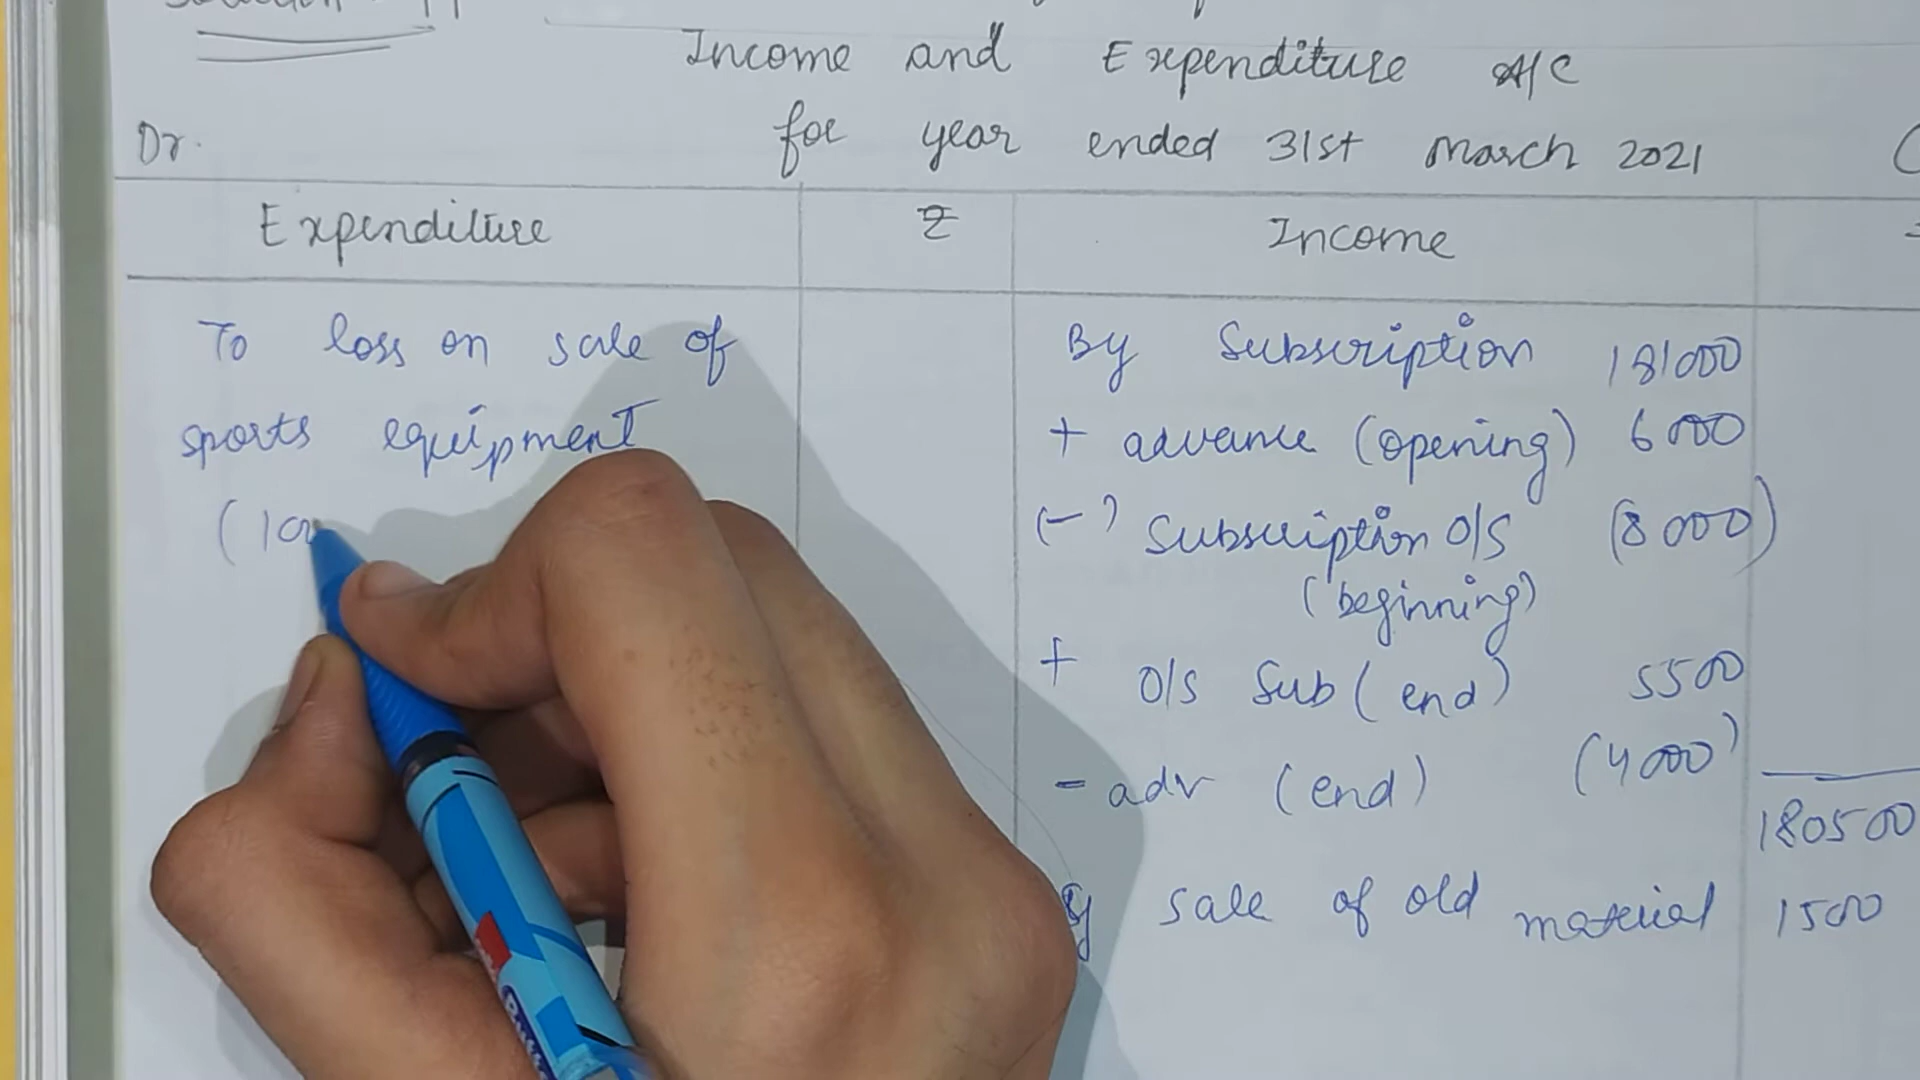 Income and Expenditure A/C
for year ended 31st March 2021
Dr.
Expenditure ₹ Income
To loss on sale of
sports equipment
(100
By Subscription 181000
+ advance (opening) 6000
(-) Subscription O/S (8000)
(beginning)
+ O/S Sub (end) 5500
- adv (end) (4000)
180500
By sale of old material 1500